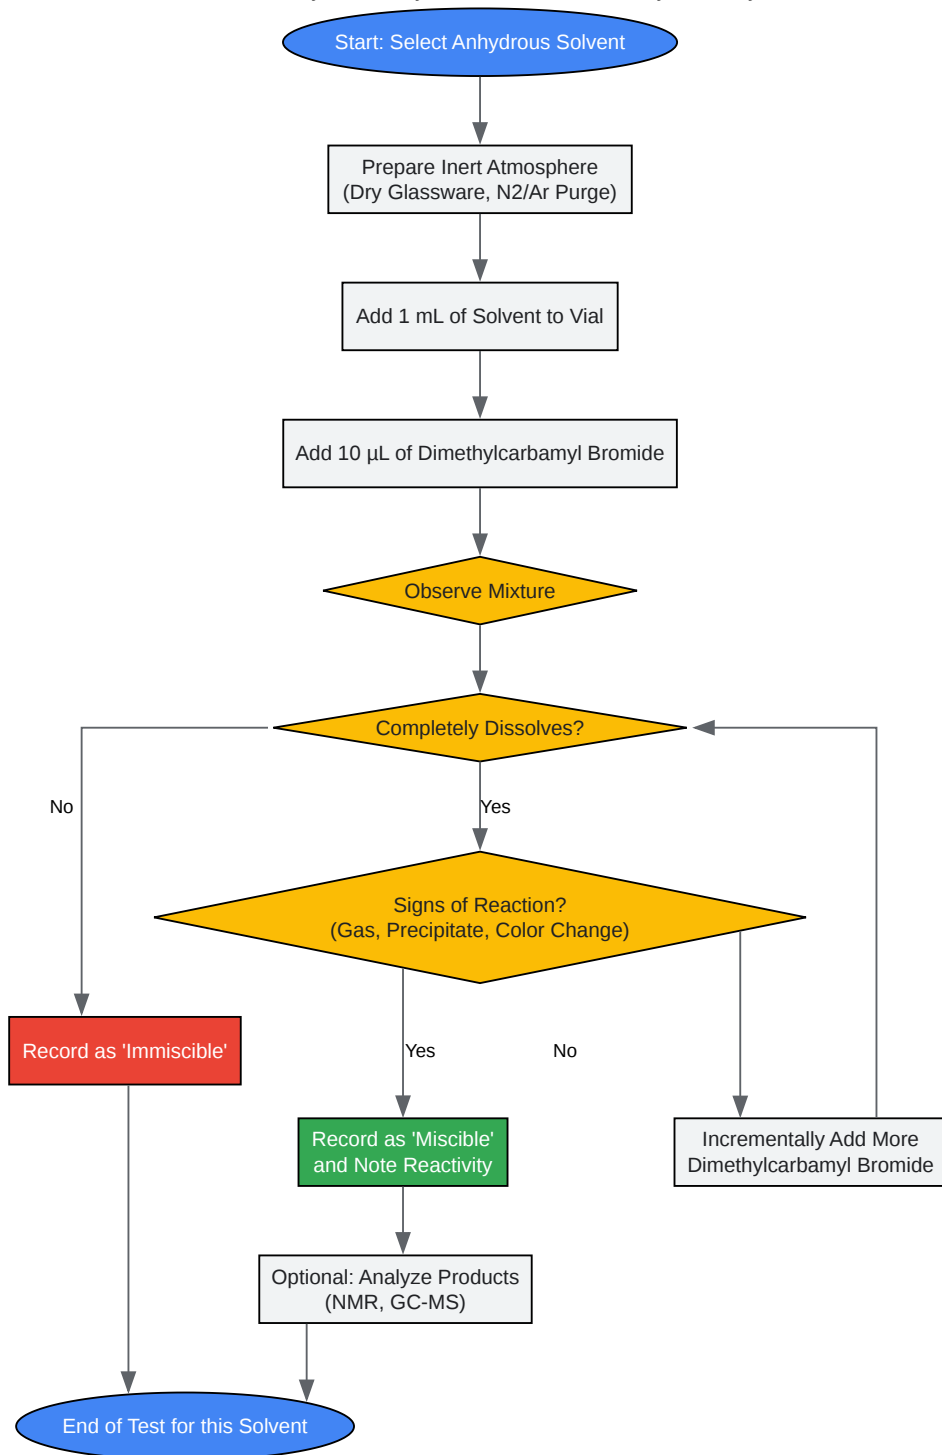 Start: Select Anhydrous Solvent
Prepare Inert Atmosphere
(Dry Glassware, N2/Ar Purge)
Add 1 mL of Solvent to Vial
Add 10 µL of Dimethylcarbamyl Bromide
Observe Mixture
Completely Dissolves?
No
Yes
Signs of Reaction?
(Gas, Precipitate, Color Change)
Record as 'Immiscible'
Yes
No
Record as 'Miscible'
and Note Reactivity
Incrementally Add More
Dimethylcarbamyl Bromide
Optional: Analyze Products
(NMR, GC-MS)
End of Test for this Solvent